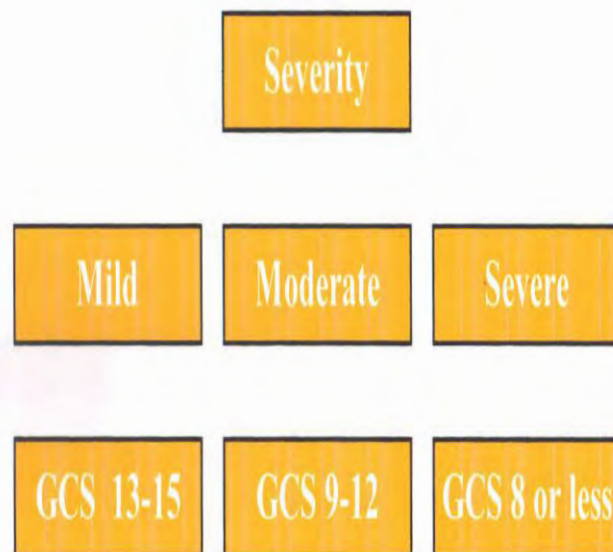 Severity
Mild
Moderate
Severe
GCS 13-15
GCS 9-12
GCS 8 or less